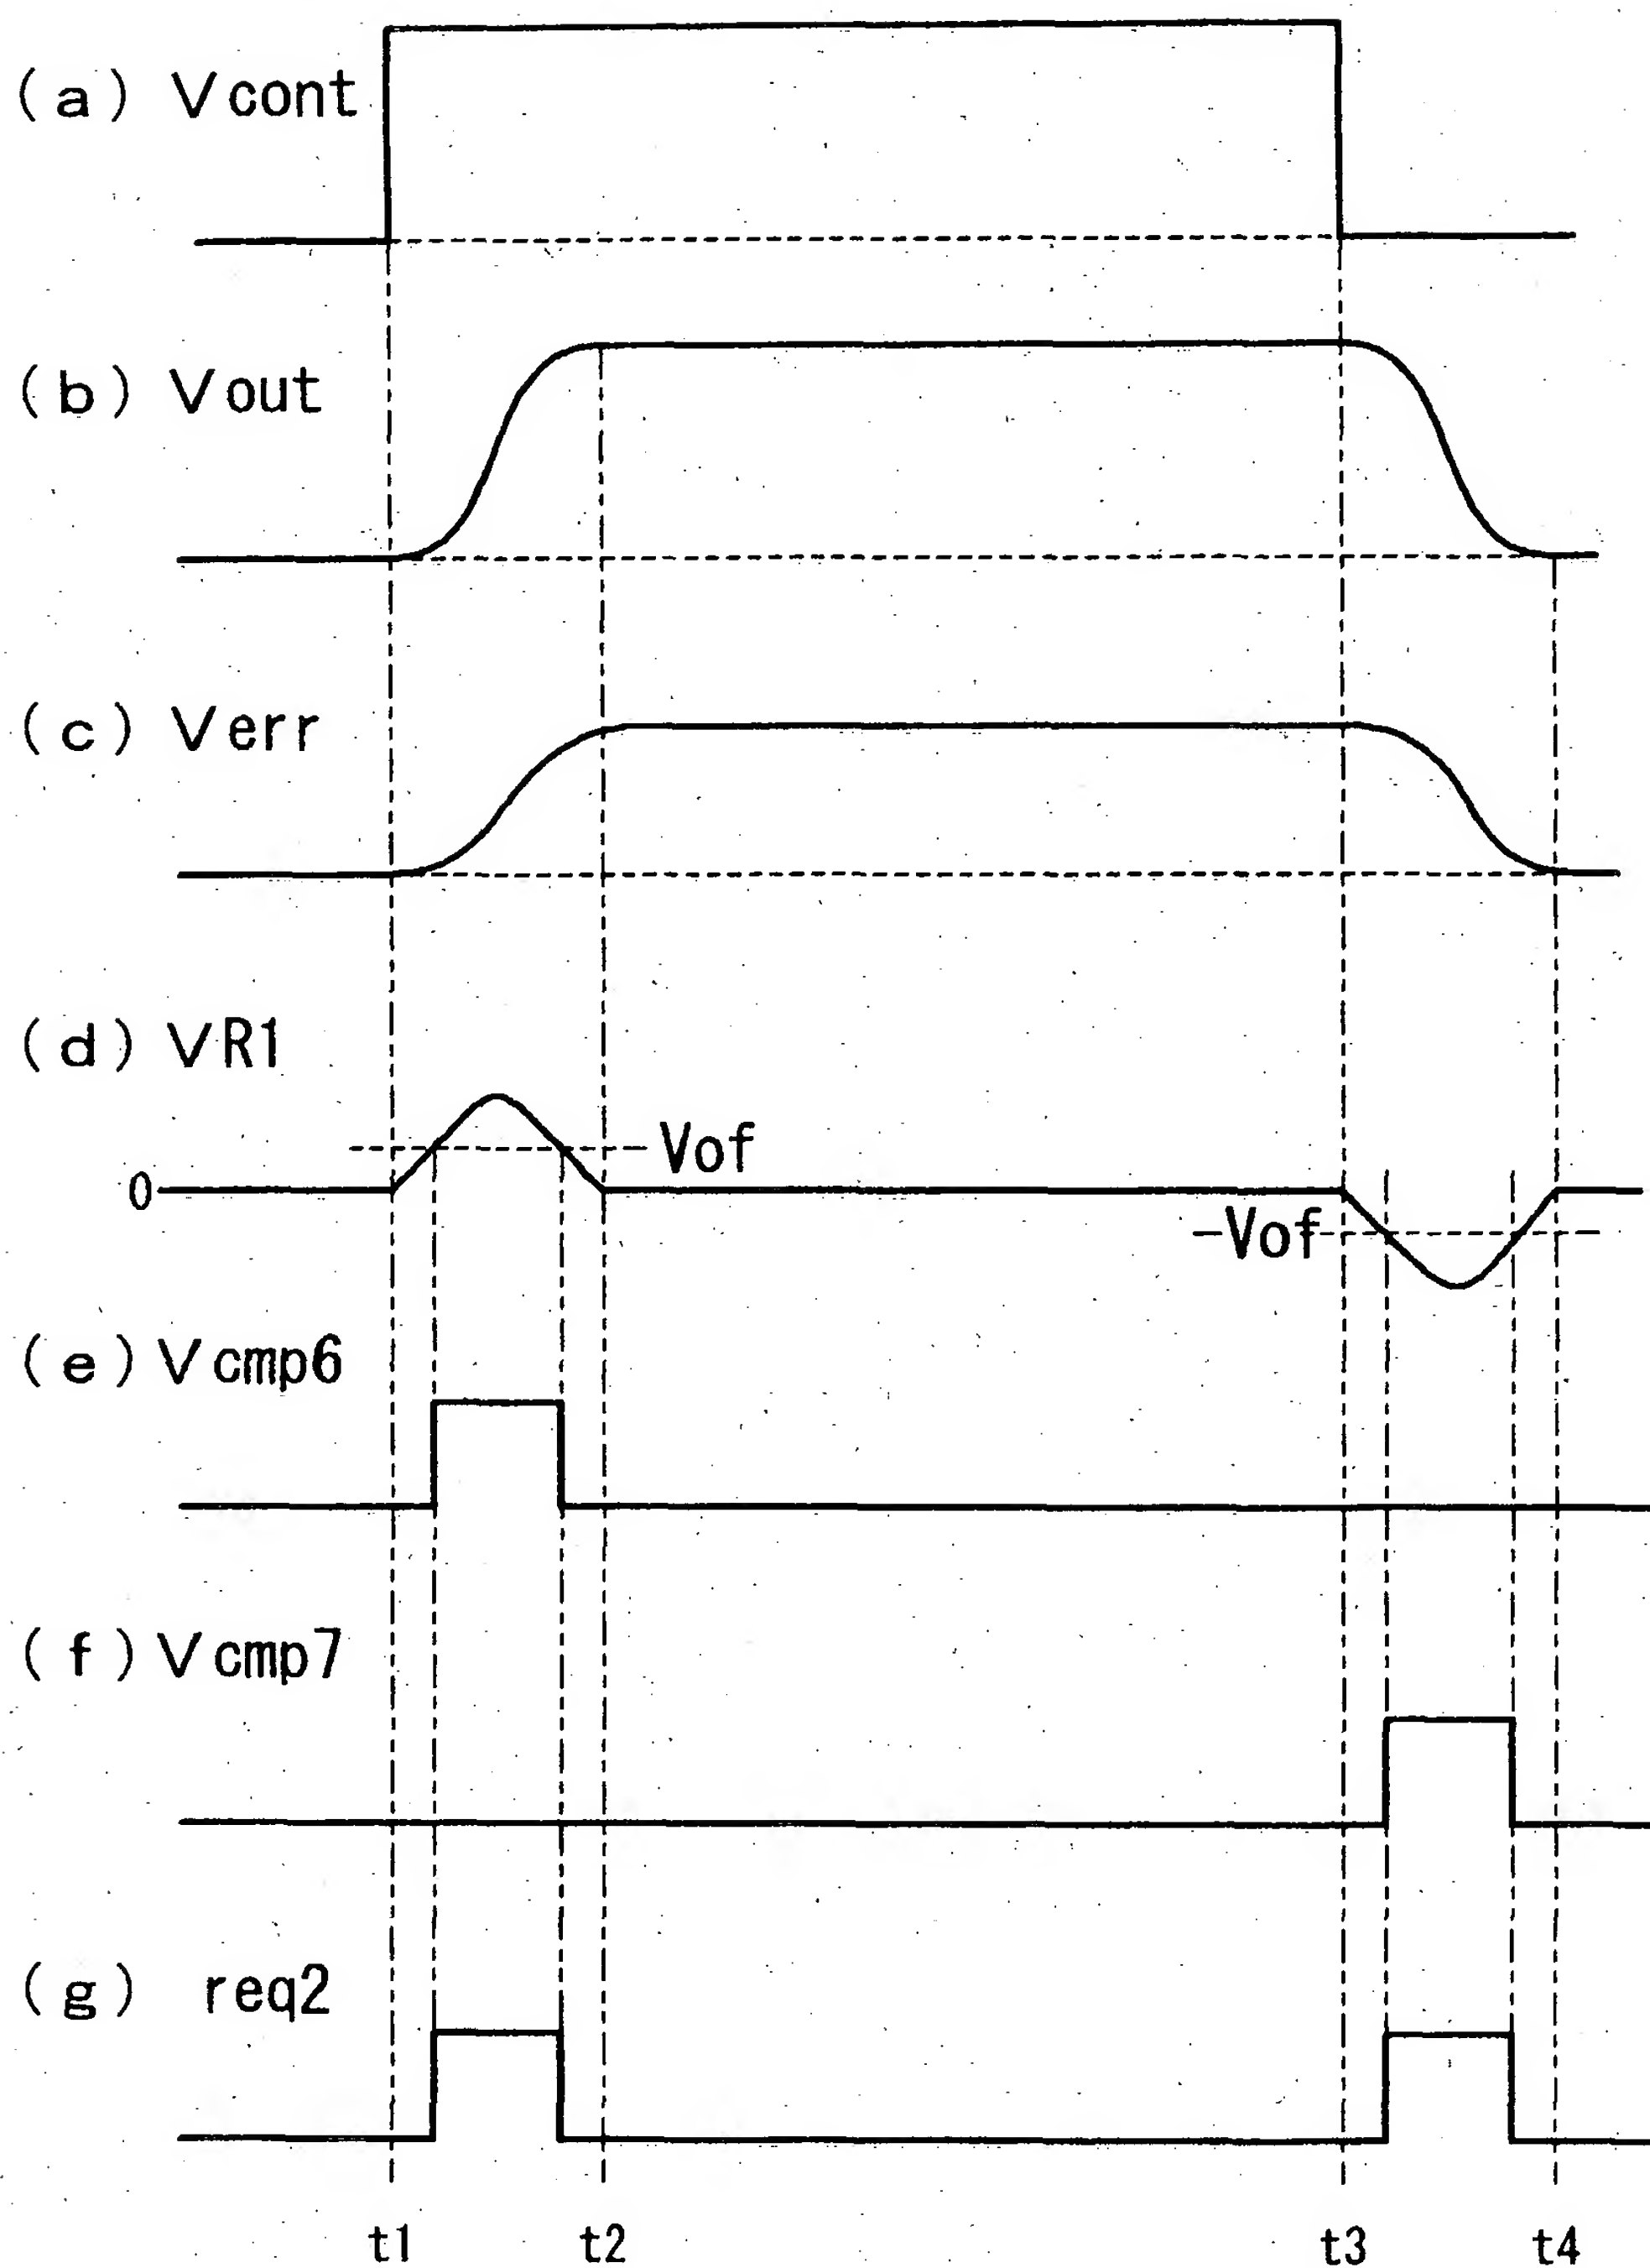 (a) Vcont
(b) Vout
(c) Verr
(d) VR1
Vof
0
-Vof
(e) Vcmp6
(f) Vcmp7
(g) req2
t1 t2 t3 t4